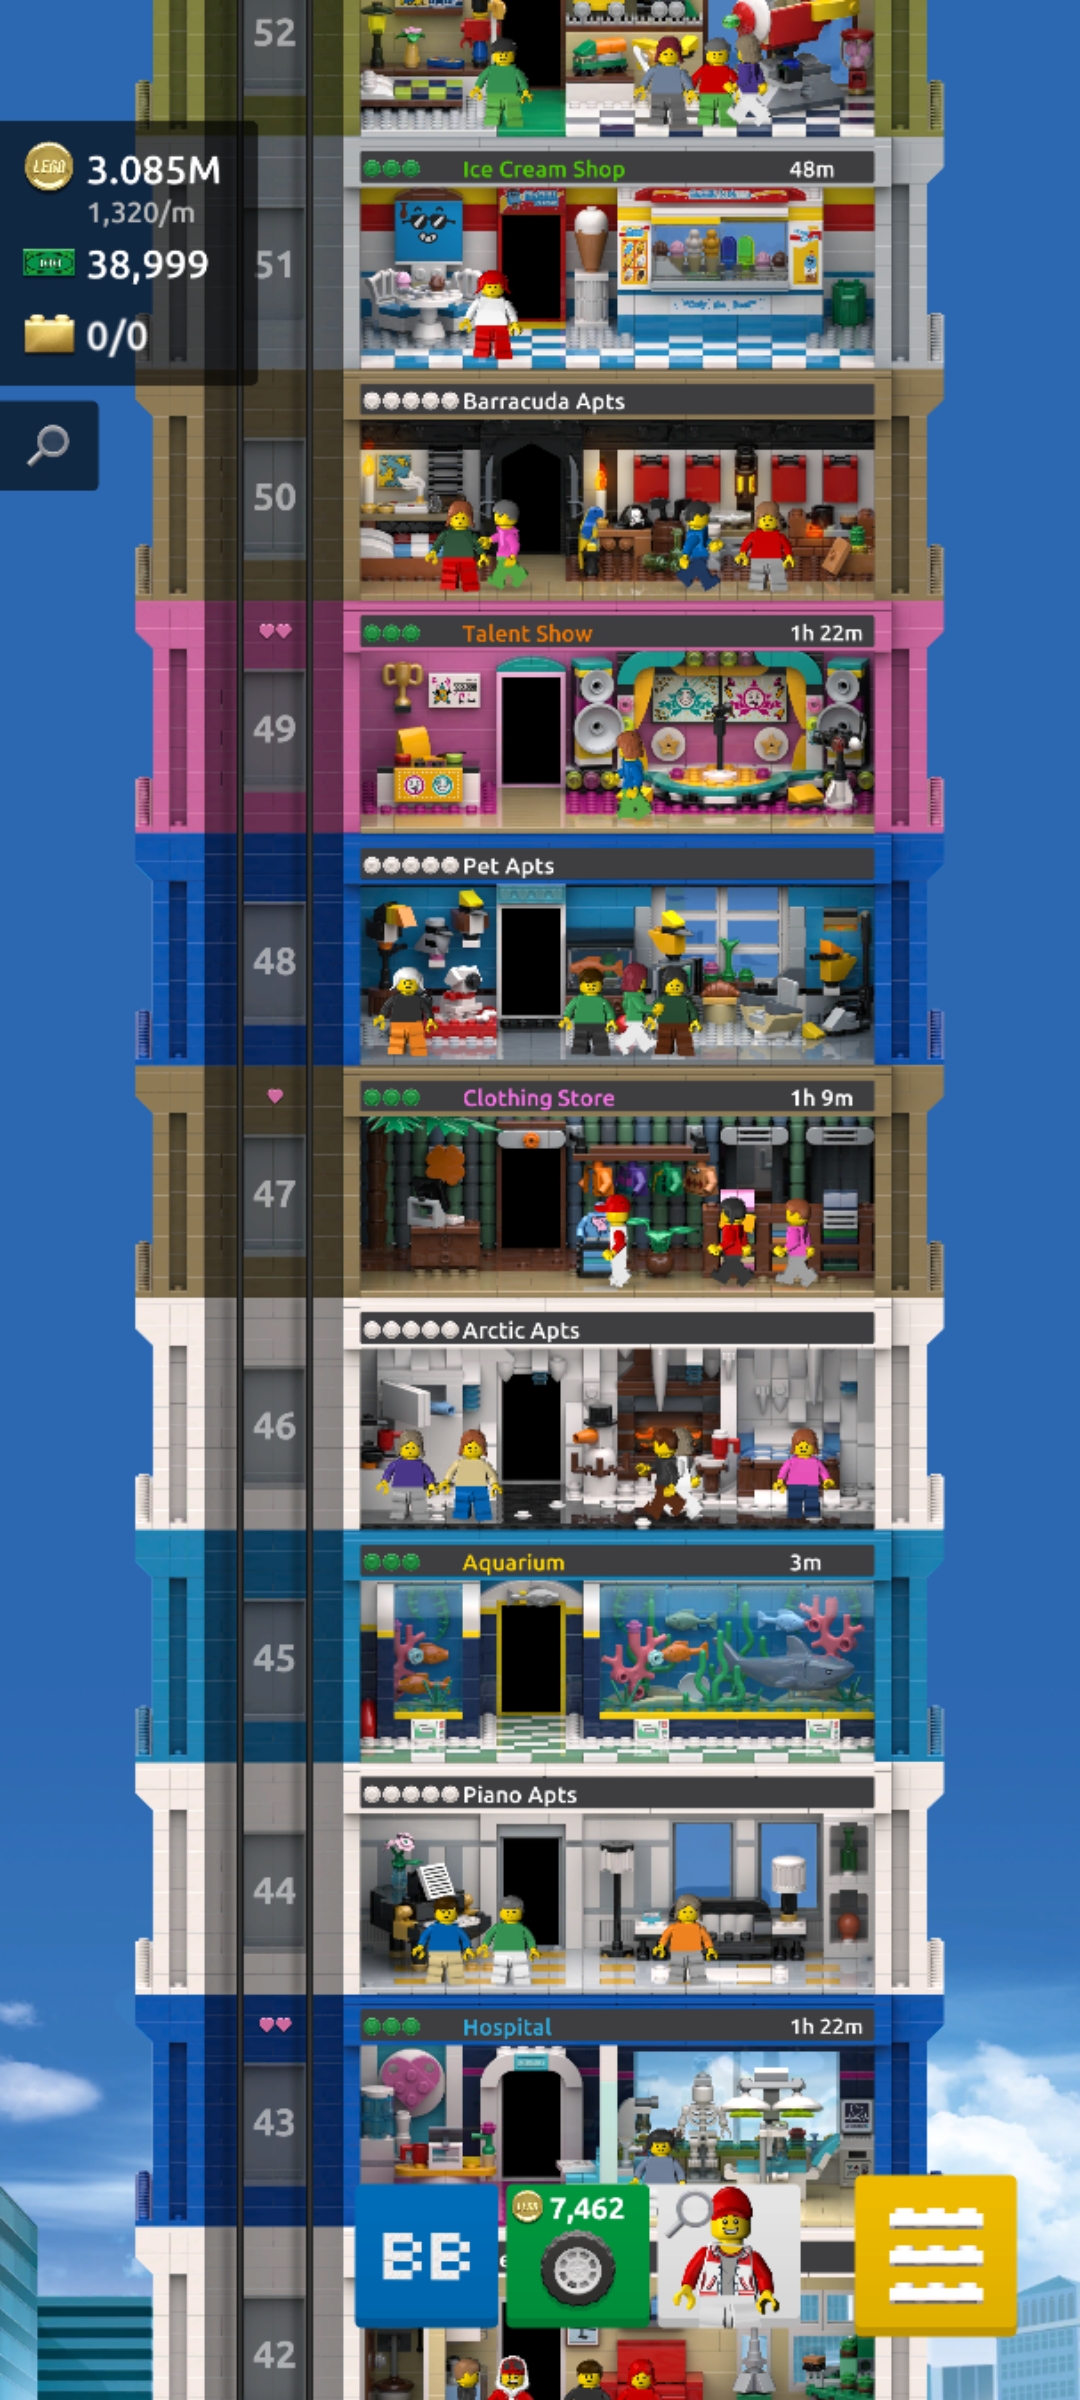 52
LEGO 3.085M
1,320/m
38,999
0/0
Ice Cream Shop 48m
51
Barracuda Apts
50
Talent Show 1h 22m
49
Pet Apts
48
Clothing Store 1h 9m
47
Arctic Apts
46
Aquarium 3m
45
Piano Apts
44
Hospital 1h 22m
43
BB
7,462
42